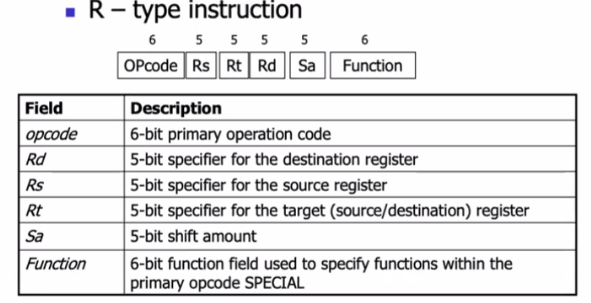 ▪ R – type instruction
6 5 5 5 5 6
OPcode Rs Rt Rd Sa Function
Field Description
opcode 6-bit primary operation code
Rd 5-bit specifier for the destination register
Rs 5-bit specifier for the source register
Rt 5-bit specifier for the target (source/destination) register
Sa 5-bit shift amount
Function 6-bit function field used to specify functions within the
primary opcode SPECIAL